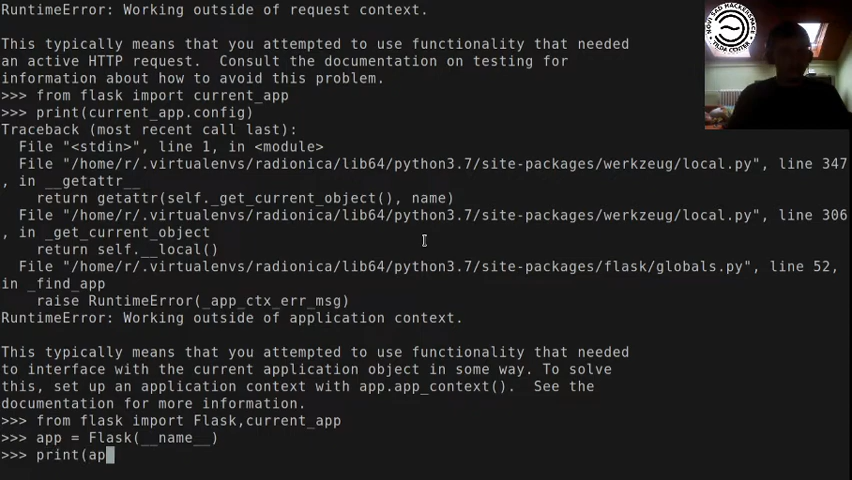 RuntimeError: Working outside of request context.
This typically means that you attempted to use functionality that needed
an active HTTP request.  Consult the documentation on testing for
information about how to avoid this problem.
>>> from flask import current_app
>>> print(current_app.config)
Traceback (most recent call last):
  File "<stdin>", line 1, in <module>
  File "/home/r/.virtualenvs/radionica/lib64/python3.7/site-packages/werkzeug/local.py", line 347
, in __getattr__
    return getattr(self._get_current_object(), name)
  File "/home/r/.virtualenvs/radionica/lib64/python3.7/site-packages/werkzeug/local.py", line 306
, in _get_current_object
    return self.__local()
  File "/home/r/.virtualenvs/radionica/lib64/python3.7/site-packages/flask/globals.py", line 52,
in _find_app
    raise RuntimeError(_app_ctx_err_msg)
RuntimeError: Working outside of application context.
This typically means that you attempted to use functionality that needed
to interface with the current application object in some way. To solve
this, set up an application context with app.app_context().  See the
documentation for more information.
>>> from flask import Flask,current_app
>>> app = Flask(__name__)
>>> print(ap
NOVI SAD HACKERSPACE
TILDA CENTER